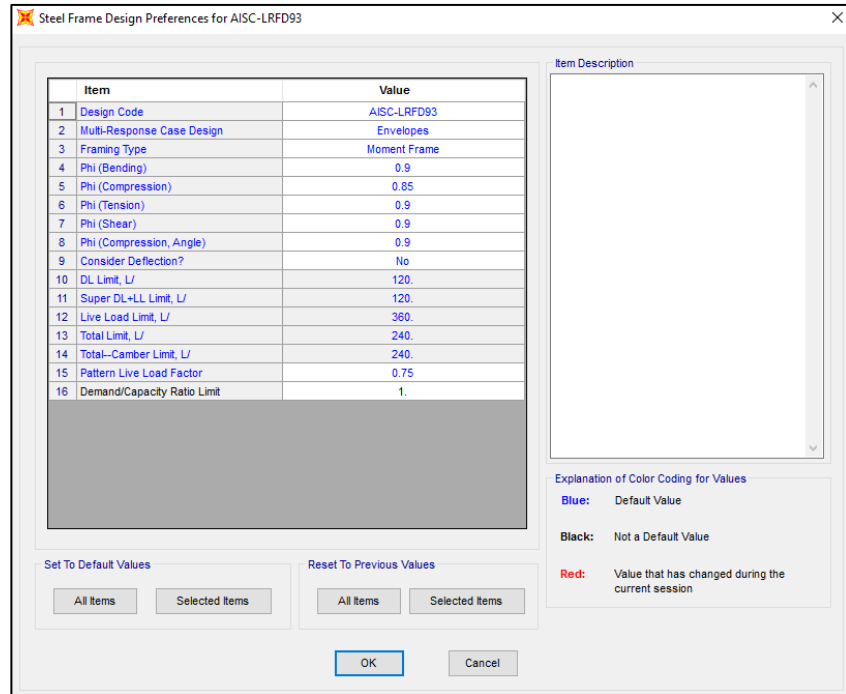 Steel Frame Design Preferences for AISC-LRFD93
Item Value
1 Design Code AISC-LRFD93
2 Multi-Response Case Design Envelopes
3 Framing Type Moment Frame
4 Phi (Bending) 0.9
5 Phi (Compression) 0.85
6 Phi (Tension) 0.9
7 Phi (Shear) 0.9
8 Phi (Compression, Angle) 0.9
9 Consider Deflection? No
10 DL Limit, L/ 120.
11 Super DL+LL Limit, L/ 120.
12 Live Load Limit, L/ 360.
13 Total Limit, L/ 240.
14 Total--Camber Limit, L/ 240.
15 Pattern Live Load Factor 0.75
16 Demand/Capacity Ratio Limit 1.
Item Description
Explanation of Color Coding for Values
Blue: Default Value
Black: Not a Default Value
Red: Value that has changed during the
current session
Set To Default Values
All Items Selected Items
Reset To Previous Values
All Items Selected Items
OK Cancel